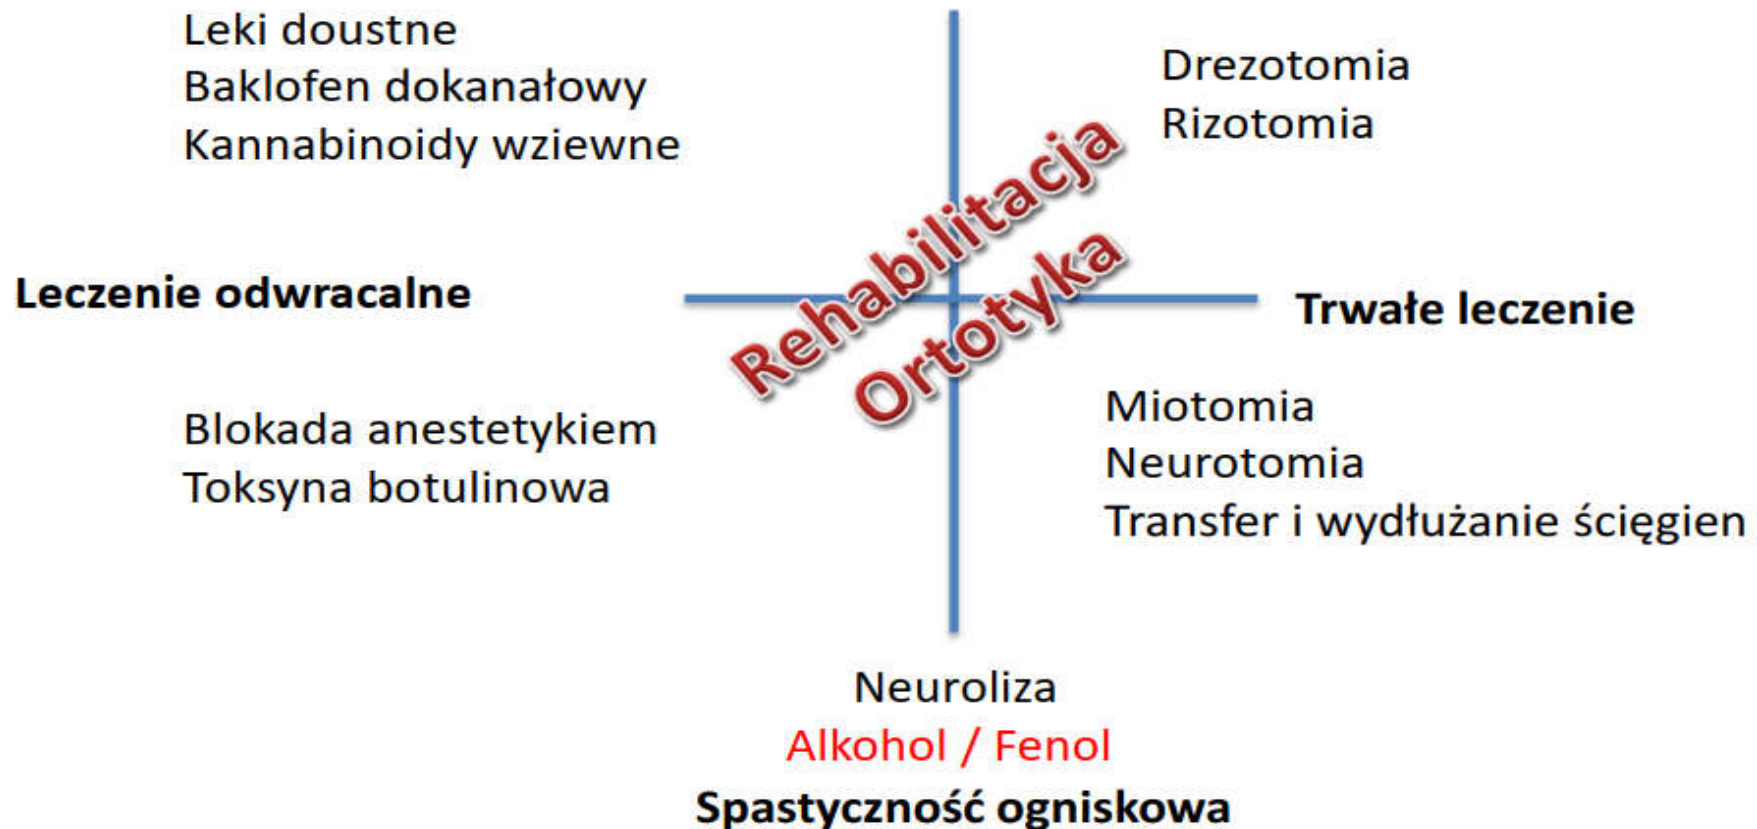 Leki doustne
Baklofen dokanałowy
Kannabinoidy wziewne
Drezotomia
Rizotomia
Rehabilitacja
Ortotyka
Leczenie odwracalne
Trwałe leczenie
Blokada anestetykiem
Toksyna botulinowa
Miotomia
Neurotomia
Transfer i wydłużanie ścięgien
Neuroliza
Alkohol / Fenol
Spastyczność ogniskowa